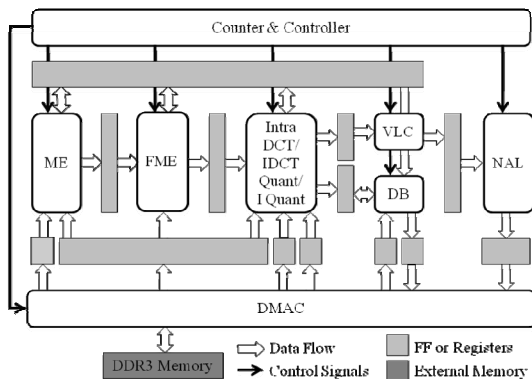 Counter & Controller
ME
FME
Intra
DCT/
IDCT
Quant/
I Quant
VLC
DB
NAL
DMAC
DDR3 Memory
Data Flow
Control Signals
FF or Registers
External Memory